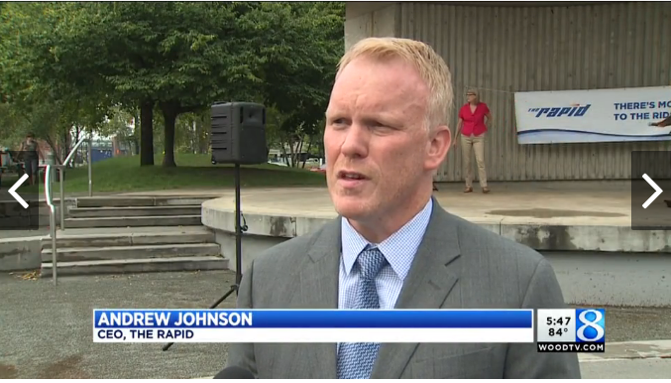 THE RAPID
THERE'S MO
TO THE RID
ANDREW JOHNSON
CEO, THE RAPID
5:47
84°
8
WOODTV.COM